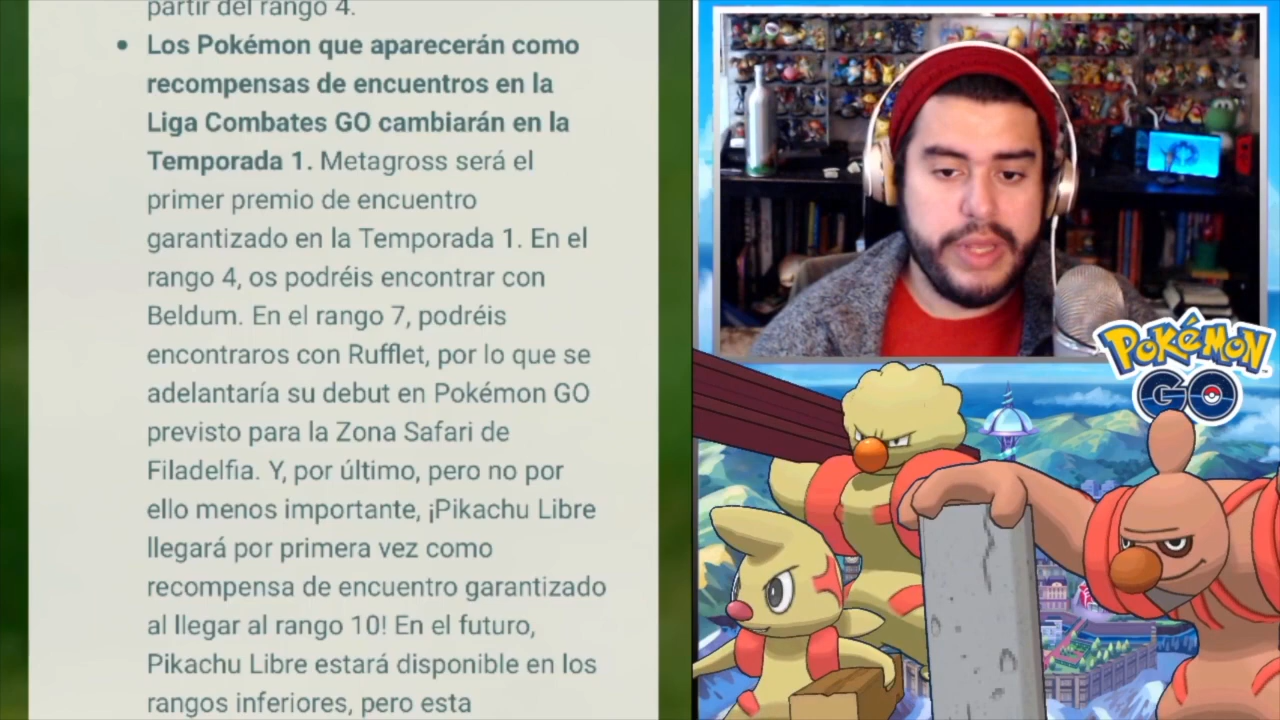 partir del rango 4.
• Los Pokémon que aparecerán como
recompensas de encuentros en la
Liga Combates GO cambiarán en la
Temporada 1. Metagross será el
primer premio de encuentro
garantizado en la Temporada 1. En el
rango 4, os podréis encontrar con
Beldum. En el rango 7, podréis
encontraros con Rufflet, por lo que se
adelantaría su debut en Pokémon GO
previsto para la Zona Safari de
Filadelfia. Y, por último, pero no por
ello menos importante, ¡Pikachu Libre
llegará por primera vez como
recompensa de encuentro garantizado
al llegar al rango 10! En el futuro,
Pikachu Libre estará disponible en los
rangos inferiores, pero esta
POKéMON
GO